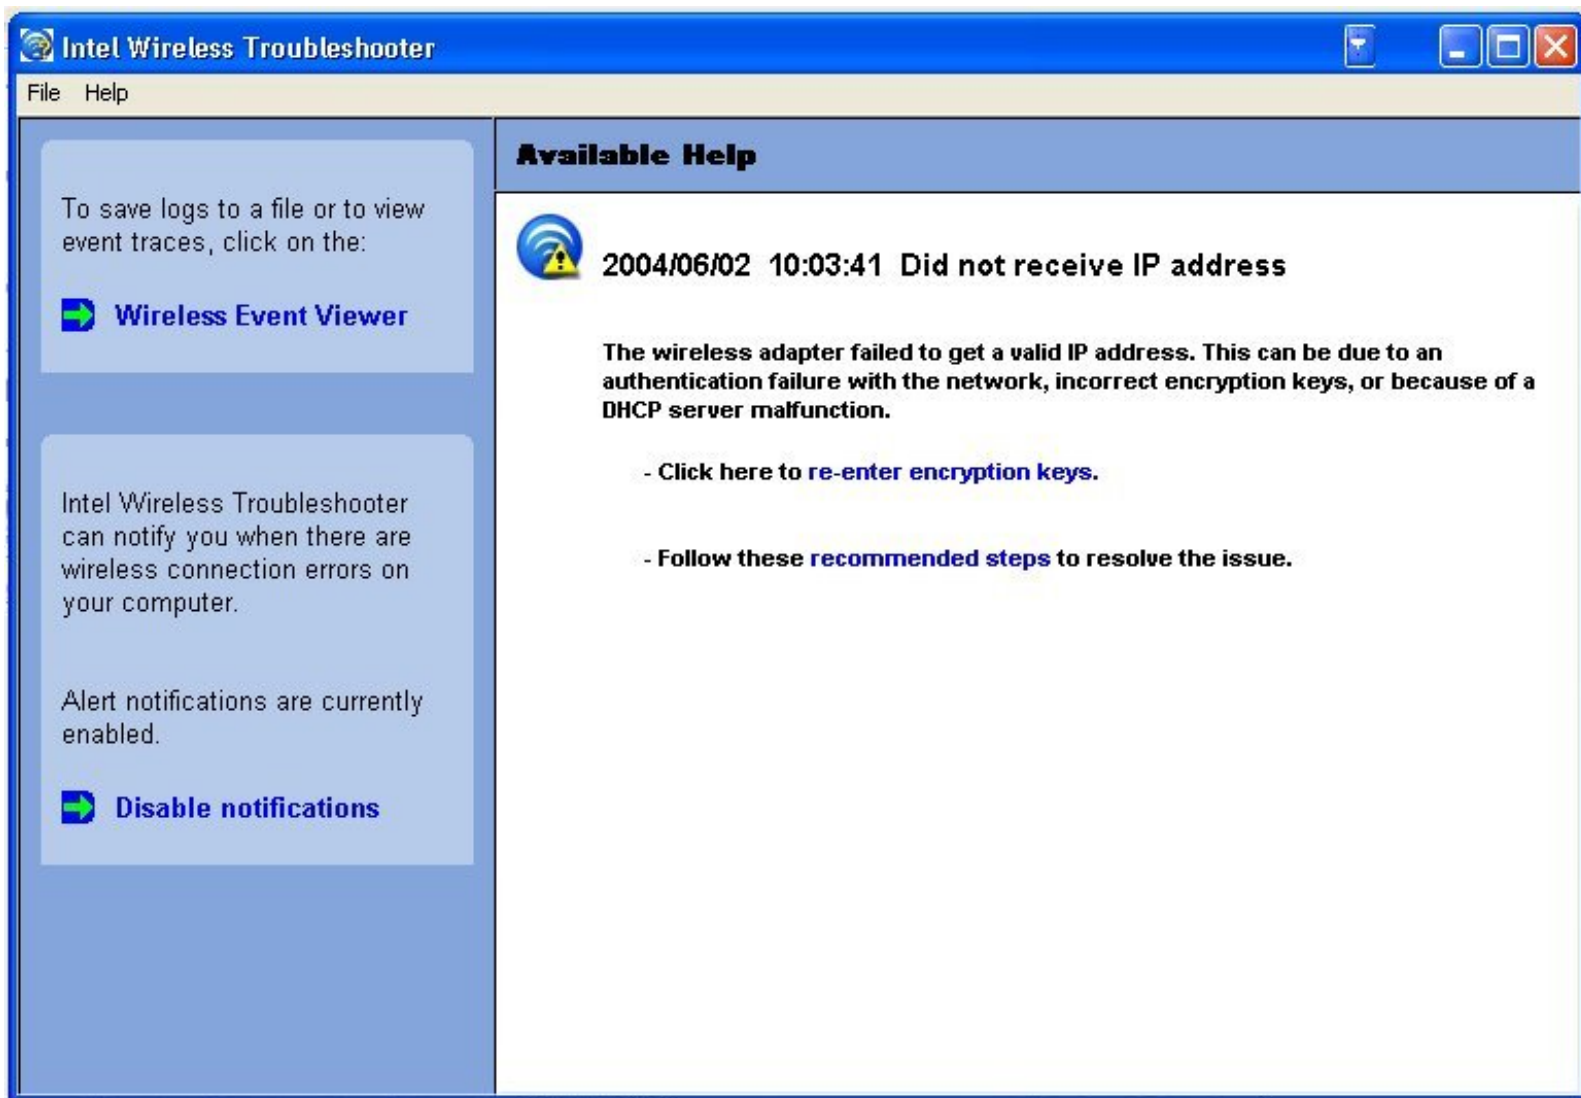 Intel Wireless Troubleshooter
File Help
To save logs to a file or to view
event traces, click on the:
Wireless Event Viewer
Intel Wireless Troubleshooter
can notify you when there are
wireless connection errors on
your computer.
Alert notifications are currently
enabled.
Disable notifications
Available Help
2004/06/02 10:03:41 Did not receive IP address
The wireless adapter failed to get a valid IP address. This can be due to an
authentication failure with the network, incorrect encryption keys, or because of a
DHCP server malfunction.
- Click here to re-enter encryption keys.
- Follow these recommended steps to resolve the issue.